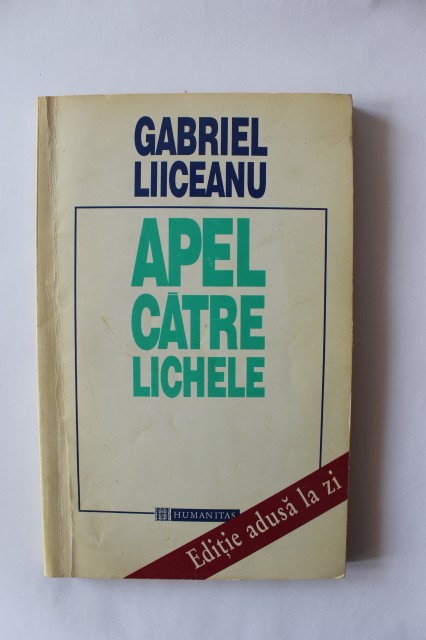 GABRIEL
LIICEANU
APEL
CĂTRE
LICHELE
HUMANITAS
Ediție adusă la zi